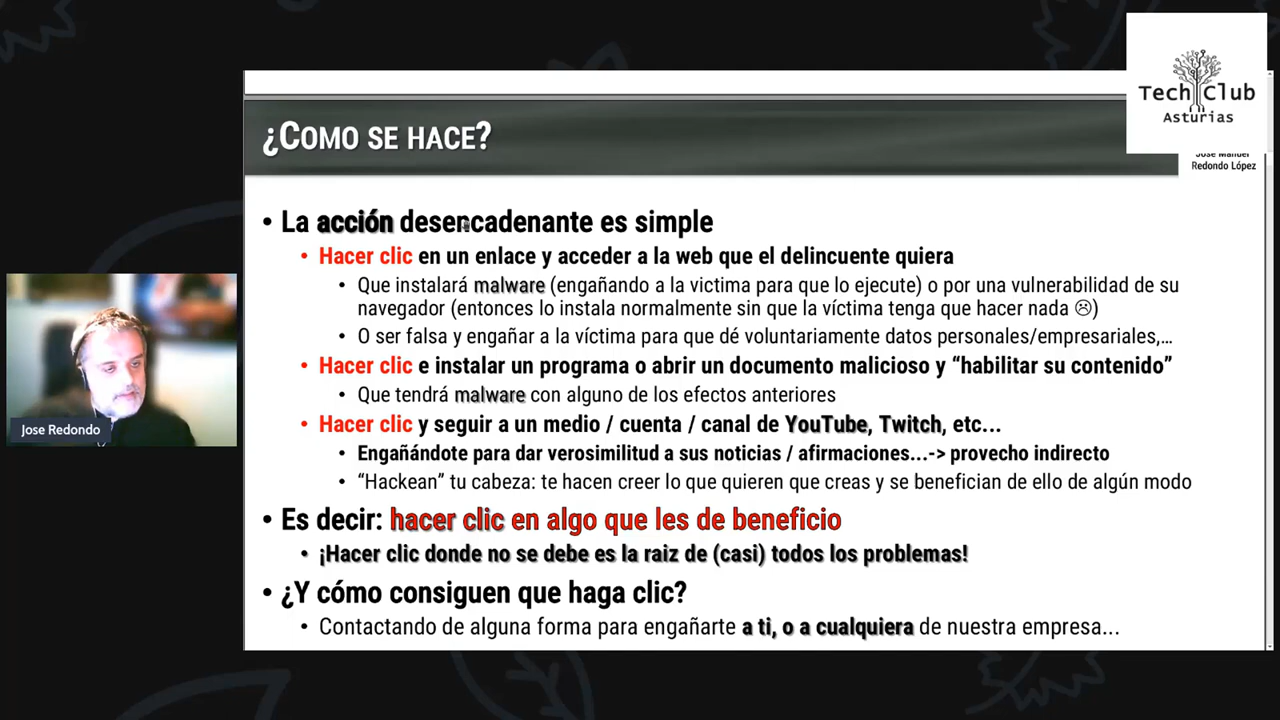 Tech Club
Asturias
¿COMO SE HACE?
Jose Manuel
Redondo López
• La acción desencadenante es simple
• Hacer clic en un enlace y acceder a la web que el delincuente quiera
• Que instalará malware (engañando a la victima para que lo ejecute) o por una vulnerabilidad de su
navegador (entonces lo instala normalmente sin que la víctima tenga que hacer nada ☹)
• O ser falsa y engañar a la víctima para que dé voluntariamente datos personales/empresariales,...
• Hacer clic e instalar un programa o abrir un documento malicioso y “habilitar su contenido”
• Que tendrá malware con alguno de los efectos anteriores
• Hacer clic y seguir a un medio / cuenta / canal de YouTube, Twitch, etc...
• Engañándote para dar verosimilitud a sus noticias / afirmaciones...-> provecho indirecto
• “Hackean” tu cabeza: te hacen creer lo que quieren que creas y se benefician de ello de algún modo
• Es decir: hacer clic en algo que les de beneficio
• ¡Hacer clic donde no se debe es la raiz de (casi) todos los problemas!
• ¿Y cómo consiguen que haga clic?
• Contactando de alguna forma para engañarte a ti, o a cualquiera de nuestra empresa...
Jose Redondo